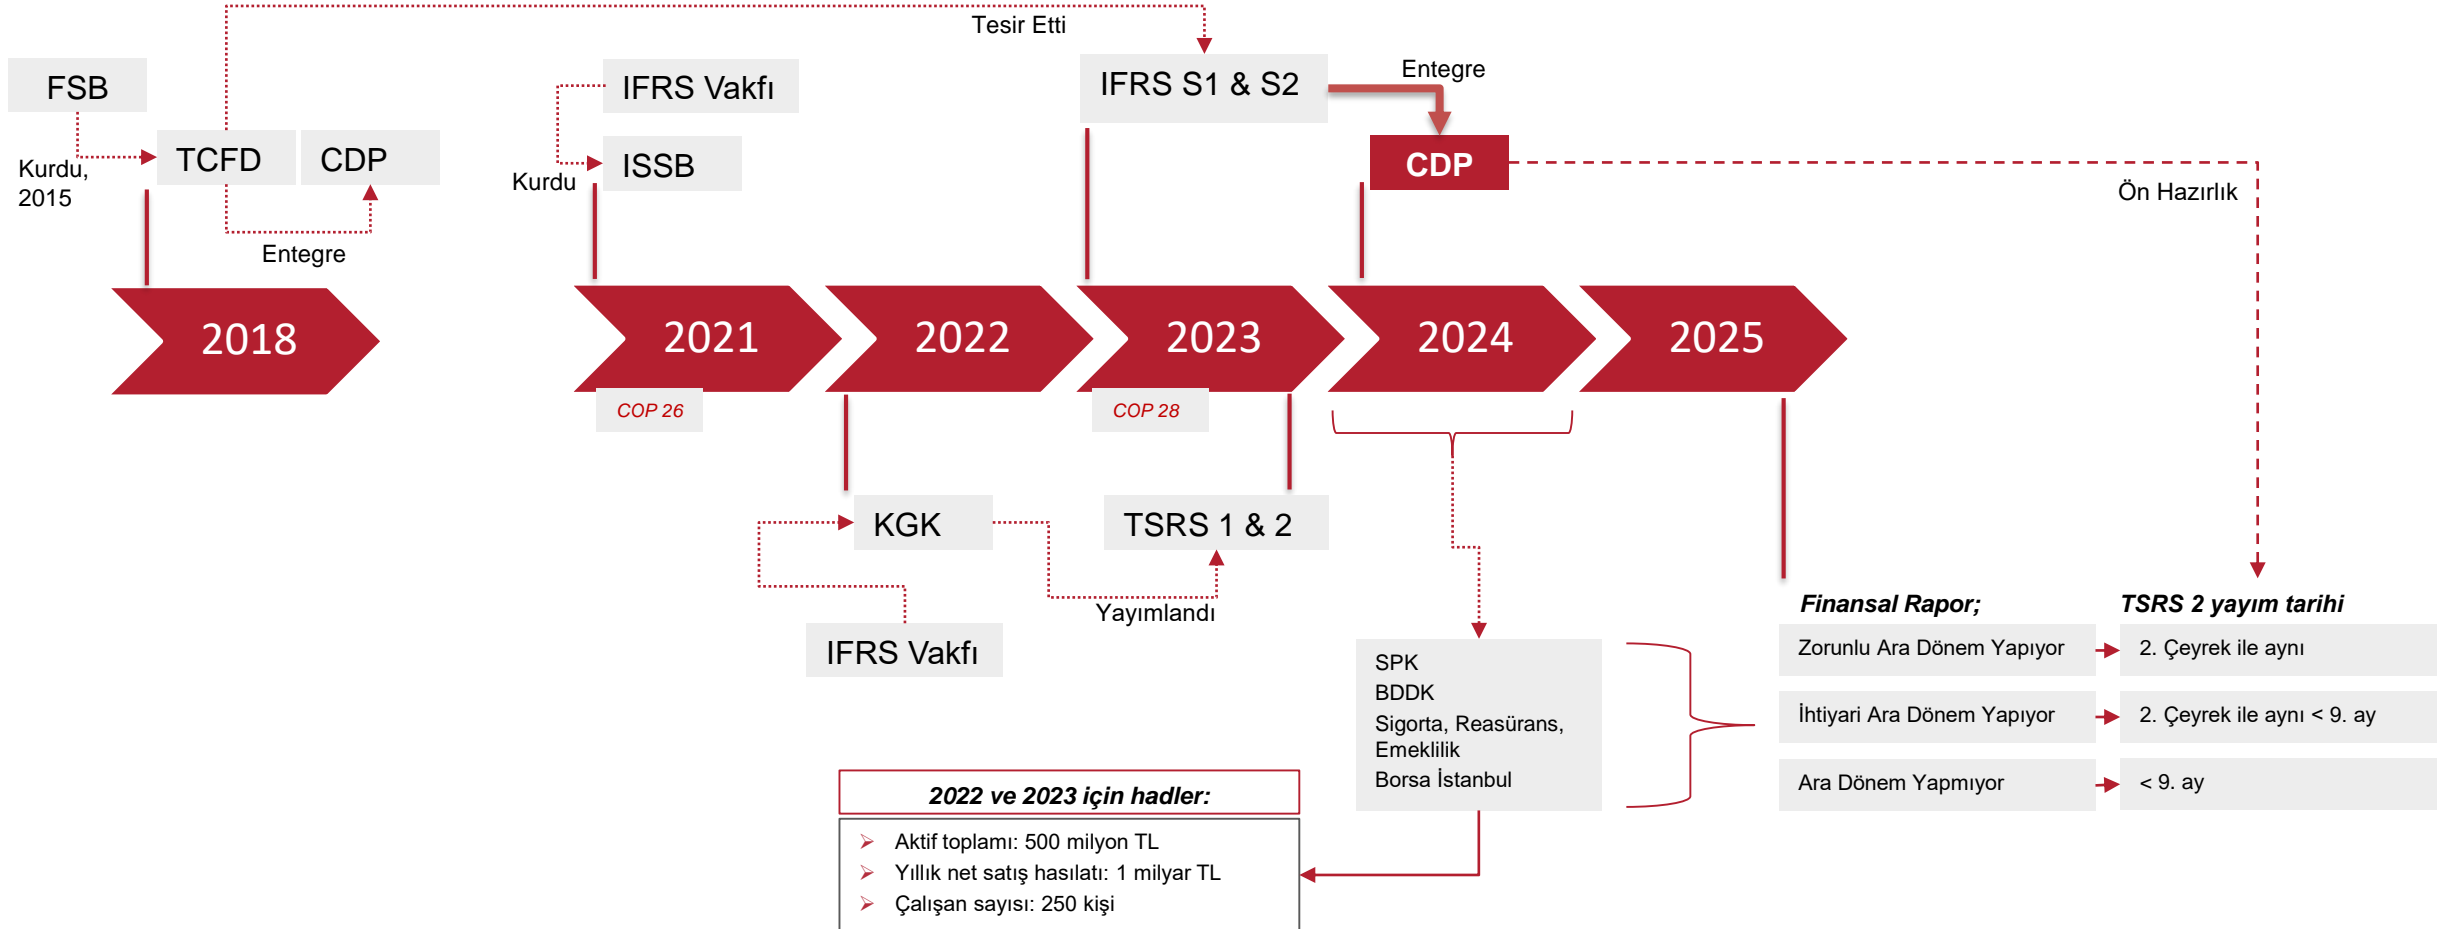 Tesir Etti
FSB
IFRS Vakfı
IFRS S1 & S2
Entegre
Kurdu,
2015
TCFD
CDP
Kurdu
ISSB
CDP
Ön Hazırlık
Entegre
2018
2021
2022
2023
2024
2025
COP 26
COP 28
KGK
TSRS 1 & 2
Yayımlandı
IFRS Vakfı
SPK
BDDK
Sigorta, Reasürans,
Emeklilik
Borsa İstanbul
Finansal Rapor;
TSRS 2 yayım tarihi
Zorunlu Ara Dönem Yapıyor
2. Çeyrek ile aynı
İhtiyari Ara Dönem Yapıyor
2. Çeyrek ile aynı < 9. ay
Ara Dönem Yapmıyor
< 9. ay
2022 ve 2023 için hadler:
Aktif toplamı: 500 milyon TL
Yıllık net satış hasılatı: 1 milyar TL
Çalışan sayısı: 250 kişi